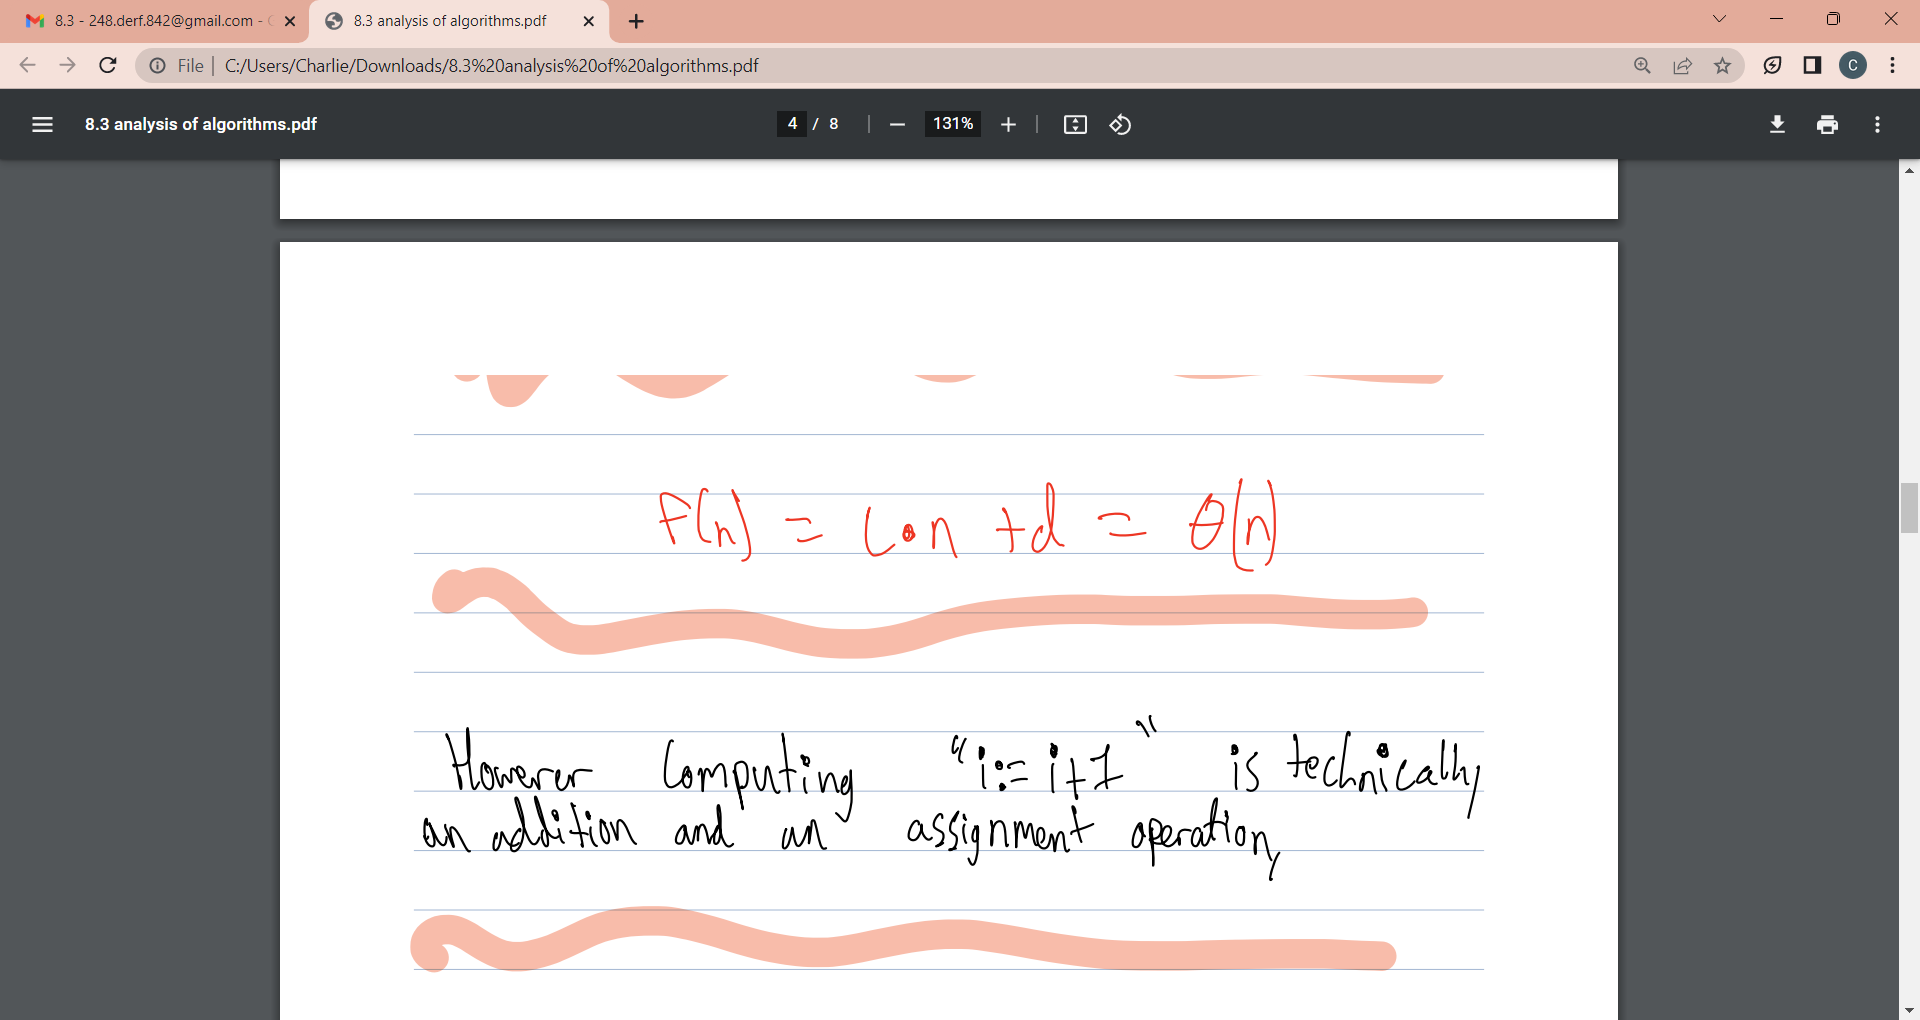 8.3 - 248.derf.842@gmail.com -
8.3 analysis of algorithms.pdf
File | C:/Users/Charlie/Downloads/8.3%20analysis%20of%20algorithms.pdf
C
8.3 analysis of algorithms.pdf
4 / 8
131%
f(n) = c•n + d = θ(n)
However Computing "i:= i+1" is technically
an addition and an assignment operation,